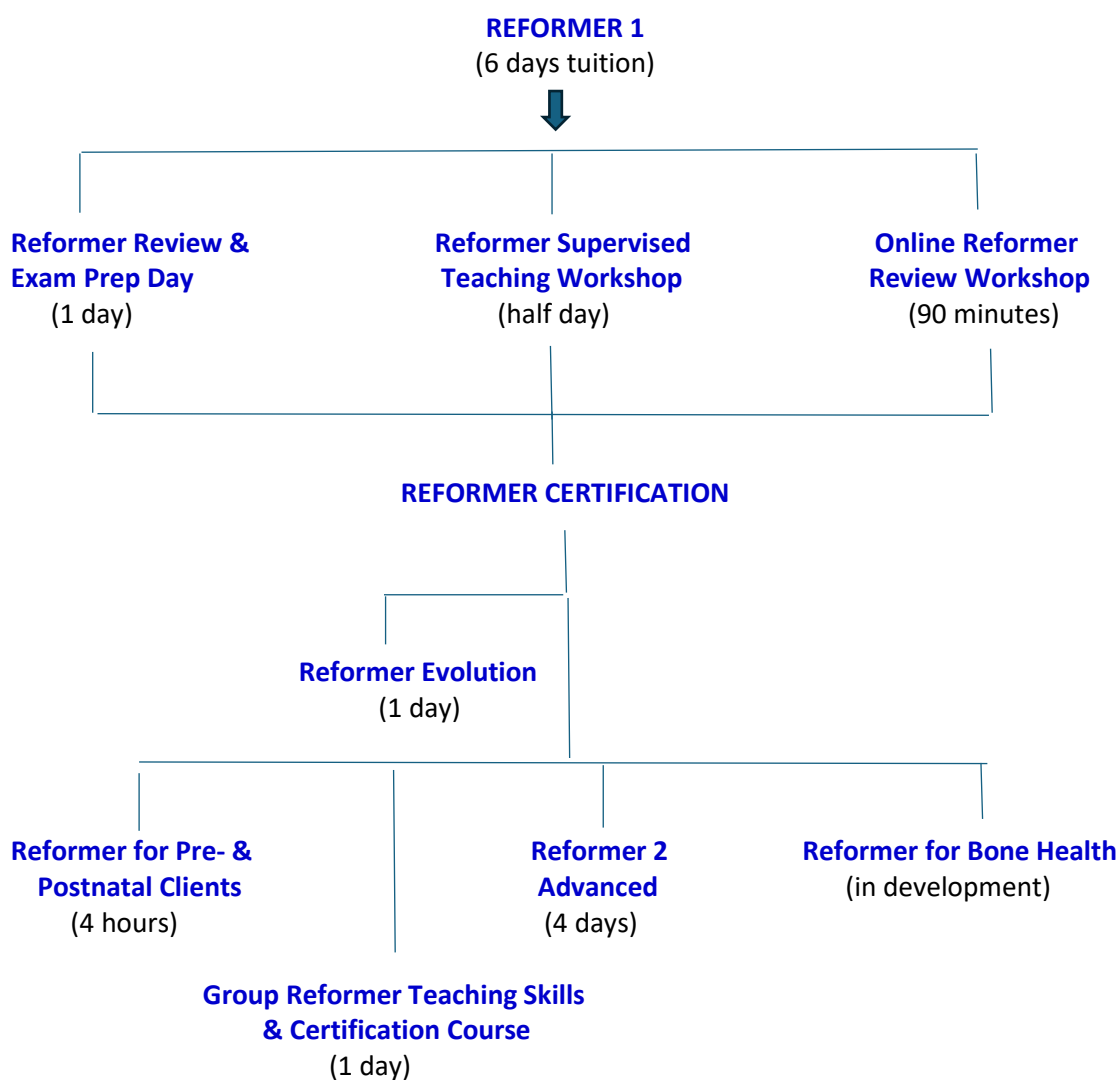 REFORMER 1
(6 days tuition)
Reformer Review &
Exam Prep Day
(1 day)
Reformer Supervised
Teaching Workshop
(half day)
Online Reformer
Review Workshop
(90 minutes)
REFORMER CERTIFICATION
Reformer Evolution
(1 day)
Reformer for Pre- &
Postnatal Clients
(4 hours)
Reformer 2
Advanced
(4 days)
Reformer for Bone Health
(in development)
Group Reformer Teaching Skills
& Certification Course
(1 day)